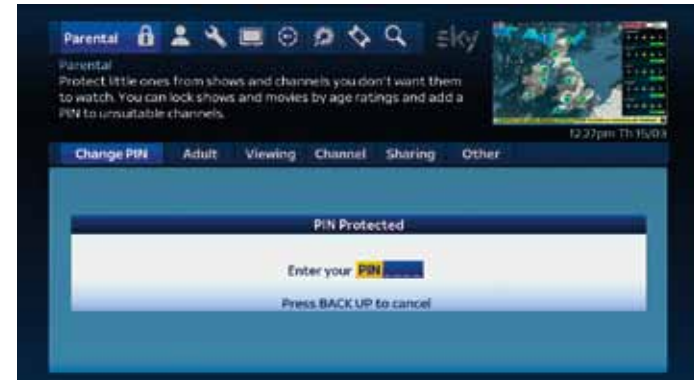 Parental
sky
Parental
Protect little ones from shows and channels you don't want them
to watch. You can lock shows and movies by age ratings and add a
PIN to unsuitable channels.
12.27pm Th 15/03
Change PIN Adult Viewing Channel Sharing Other
PIN Protected
Enter your PIN
Press BACK UP to cancel